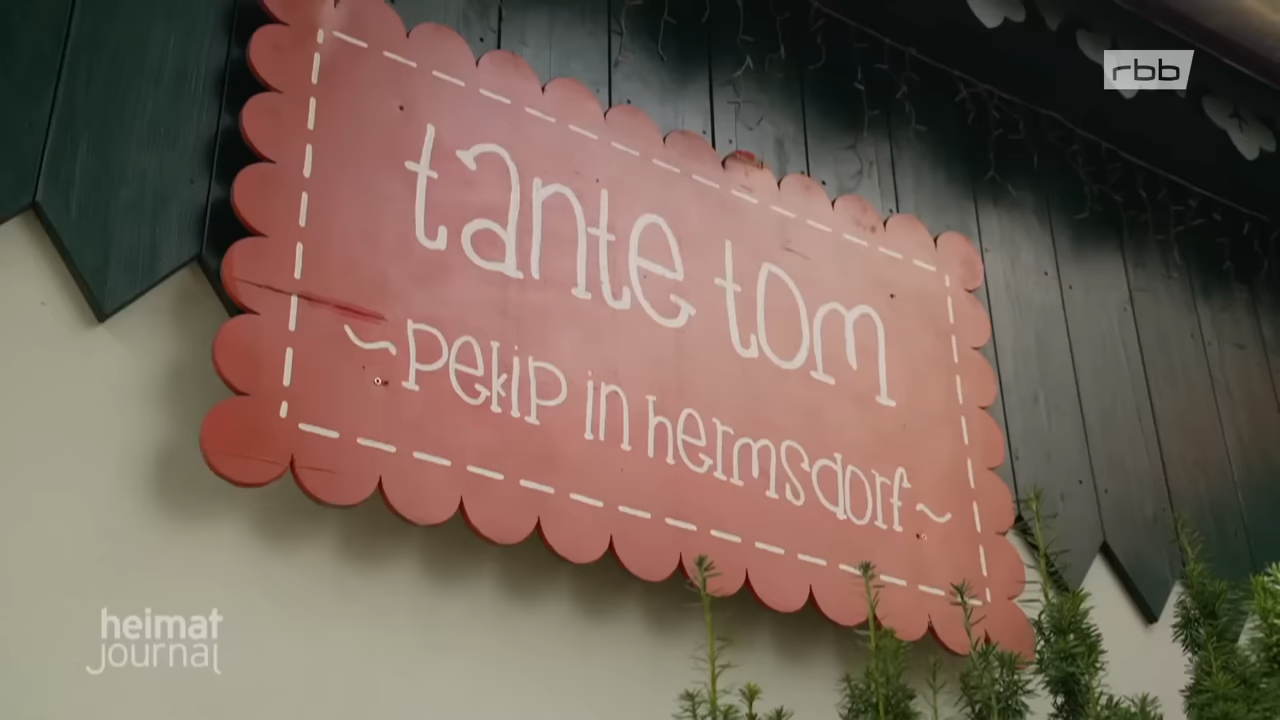 rbb
tante tom
~pekip in hermsdorf~
heimat
journal